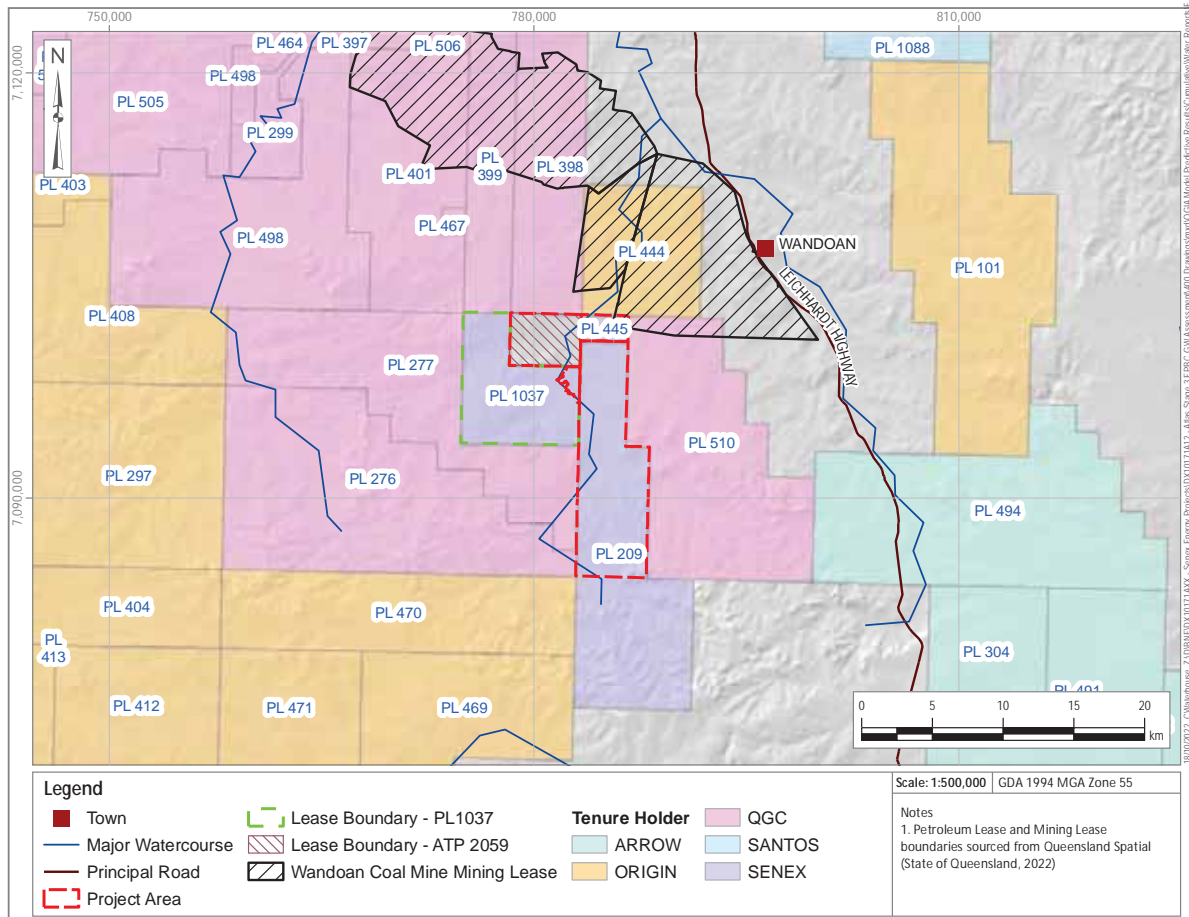 750,000
780,000
810,000
7,120,000
7,090,000
N
PL 464
PL 397
PL 506
PL 1088
PL 498
PL 505
PL 299
PL 403
PL 401
PL
399
PL 398
PL 467
PL 498
PL 444
WANDOAN
PL 101
LEICHHARDT HIGHWAY
PL 408
PL 445
PL 277
PL 1037
PL 510
PL 297
PL 276
PL 494
PL 209
PL 404
PL 470
PL
413
PL 304
PL 491
PL 412
PL 471
PL 469
0 5 10 15 20
km
Legend
Town
Major Watercourse
Principal Road
Project Area
Lease Boundary - PL1037
Lease Boundary - ATP 2059
Wandoan Coal Mine Mining Lease
Tenure Holder
ARROW
ORIGIN
QGC
SANTOS
SENEX
Scale: 1:500,000 GDA 1994 MGA Zone 55
Notes
1. Petroleum Lease and Mining Lease
boundaries sourced from Queensland Spatial
(State of Queensland, 2022)